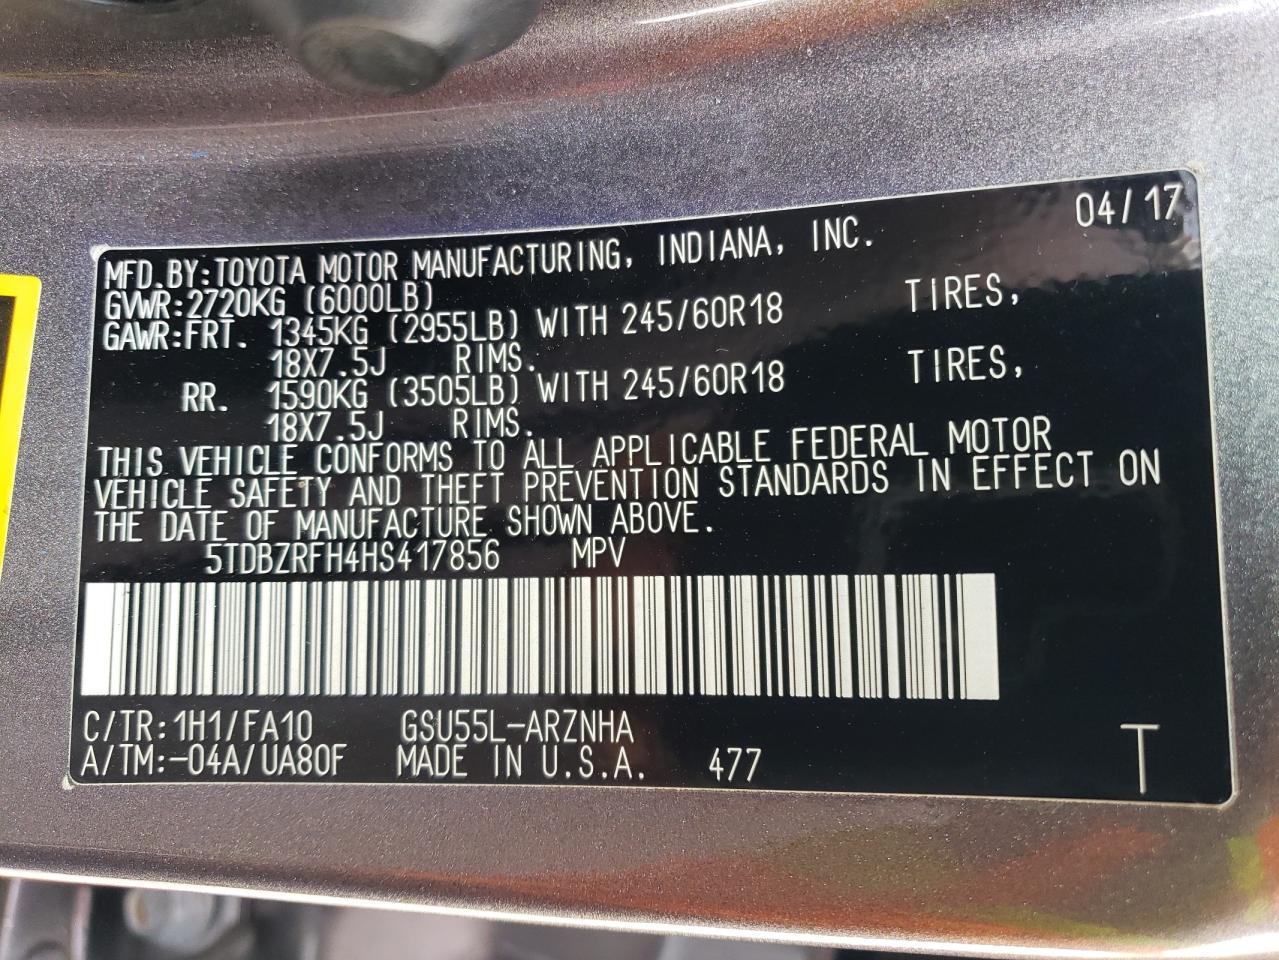 04/17
MFD.BY:TOYOTA MOTOR MANUFACTURING, INDIANA, INC.
GVWR:2720KG (6000LB)
GAWR:FRT. 1345KG (2955LB) WITH 245/60R18 TIRES,
18X7.5J RIMS.
RR. 1590KG (3505LB) WITH 245/60R18 TIRES,
18X7.5J RIMS.
THIS VEHICLE CONFORMS TO ALL APPLICABLE FEDERAL MOTOR
VEHICLE SAFETY AND THEFT PREVENTION STANDARDS IN EFFECT ON
THE DATE OF MANUFACTURE SHOWN ABOVE.
5TDBZRFH4HS417856 MPV
C/TR:1H1/FA10 GSU55L-ARZNHA
A/TM:-04A/UA80F MADE IN U.S.A. 477 T